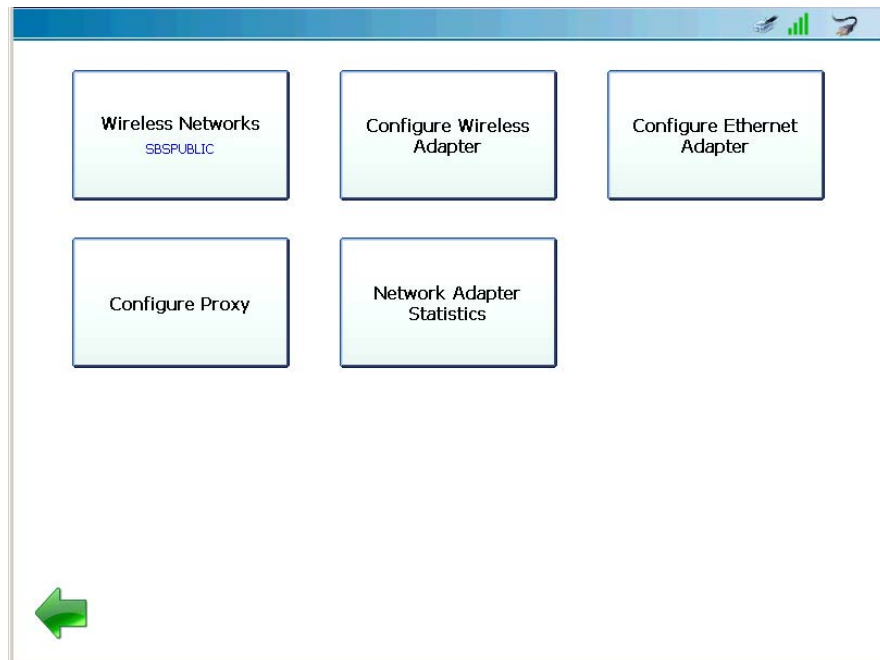 Wireless Networks
SBSPUBLIC
Configure Wireless
Adapter
Configure Ethernet
Adapter
Configure Proxy
Network Adapter
Statistics